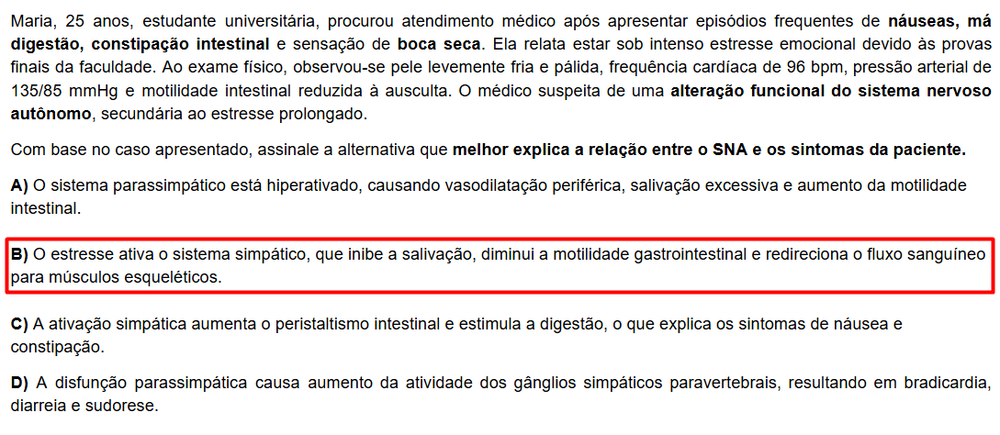 Maria, 25 anos, estudante universitária, procurou atendimento médico após apresentar episódios frequentes de náuseas, má
digestão, constipação intestinal e sensação de boca seca. Ela relata estar sob intenso estresse emocional devido às provas
finais da faculdade. Ao exame físico, observou-se pele levemente fria e pálida, frequência cardíaca de 96 bpm, pressão arterial de
135/85 mmHg e motilidade intestinal reduzida à ausculta. O médico suspeita de uma alteração funcional do sistema nervoso
autônomo, secundária ao estresse prolongado.
Com base no caso apresentado, assinale a alternativa que melhor explica a relação entre o SNA e os sintomas da paciente.
A) O sistema parassimpático está hiperativado, causando vasodilatação periférica, salivação excessiva e aumento da motilidade
intestinal.
B) O estresse ativa o sistema simpático, que inibe a salivação, diminui a motilidade gastrointestinal e redireciona o fluxo sanguíneo
para músculos esqueléticos.
C) A ativação simpática aumenta o peristaltismo intestinal e estimula a digestão, o que explica os sintomas de náusea e
constipação.
D) A disfunção parassimpática causa aumento da atividade dos gânglios simpáticos paravertebrais, resultando em bradicardia,
diarreia e sudorese.